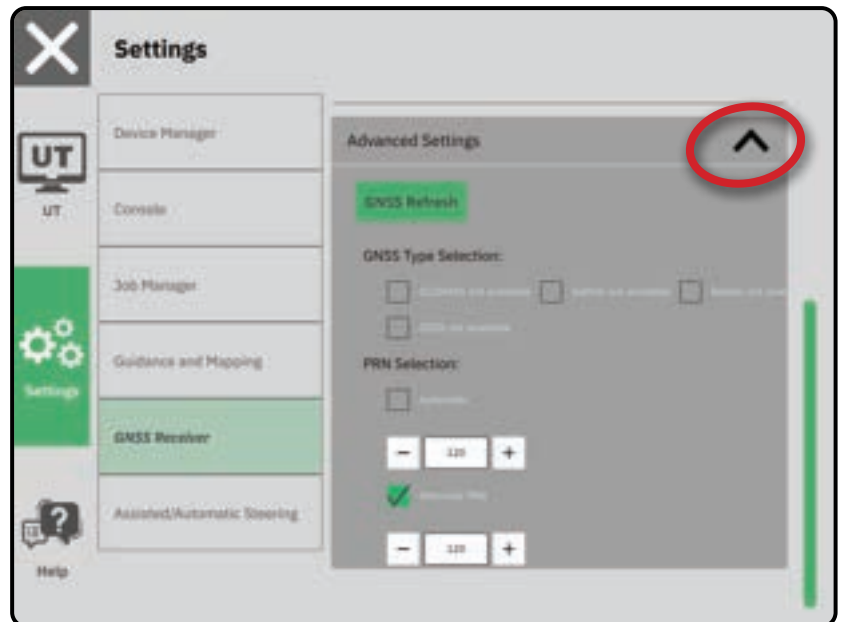 Settings
Device Manager
Advanced Settings
UT
UT
GNSS Refresh
Console
GNSS Type Selection:
Job Manager
Guidance and Mapping
PRN Selection:
Settings
GNSS Receiver
- 120 +
Assisted/Automatic Steering
?
- 120 +
Help